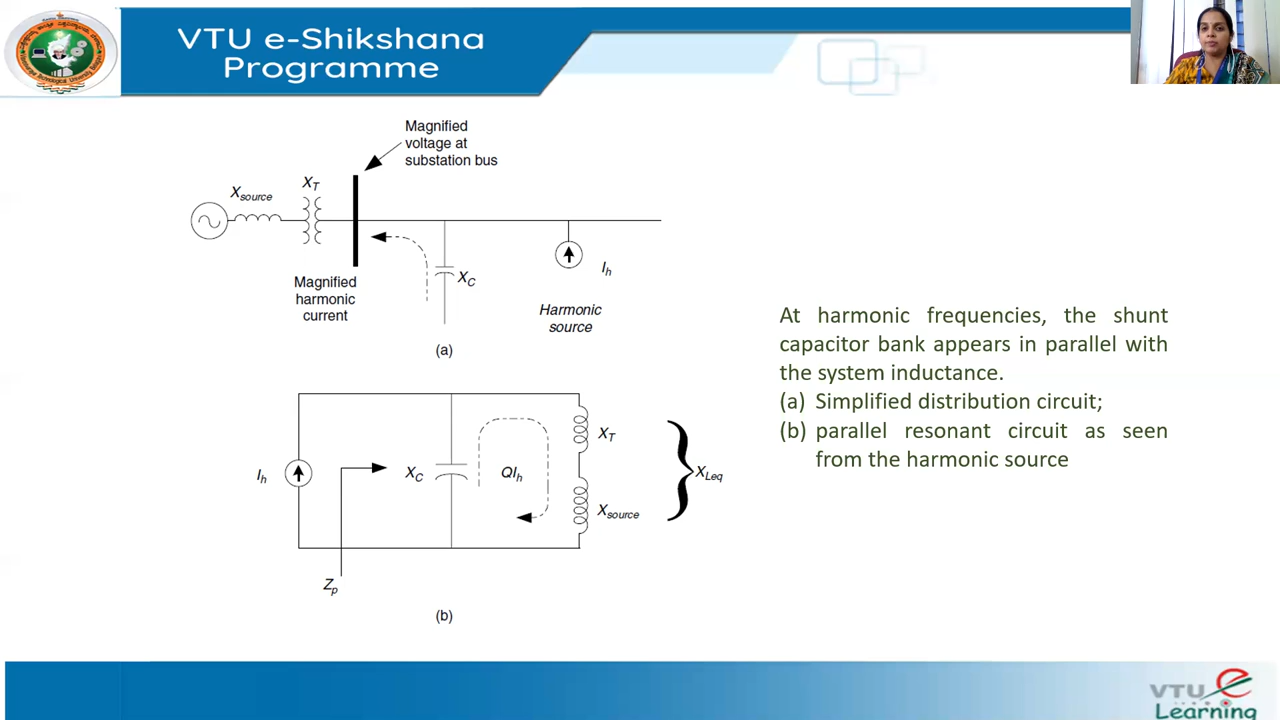 VTU e-Shikshana
Programme
Magnified
voltage at
substation bus
X_T
X_source
X_C
I_h
Magnified
harmonic
current
Harmonic
source
(a)
At harmonic frequencies, the shunt
capacitor bank appears in parallel with
the system inductance.
(a) Simplified distribution circuit;
(b) parallel resonant circuit as seen
from the harmonic source
X_T
I_h
X_C
QI_h
X_Leq
X_source
Z_p
(b)
VTU e
Learning